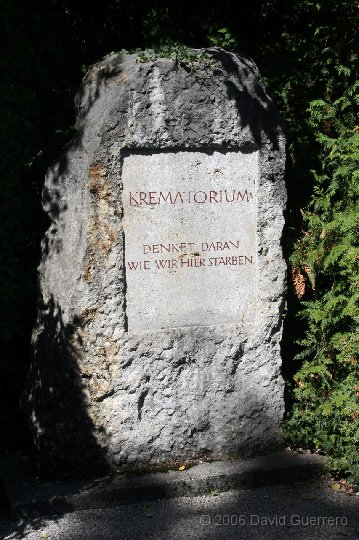 KREMATORIUM
DENKET DARAN
WIE WIR HIER STARBEN
© 2006 David Guerrero